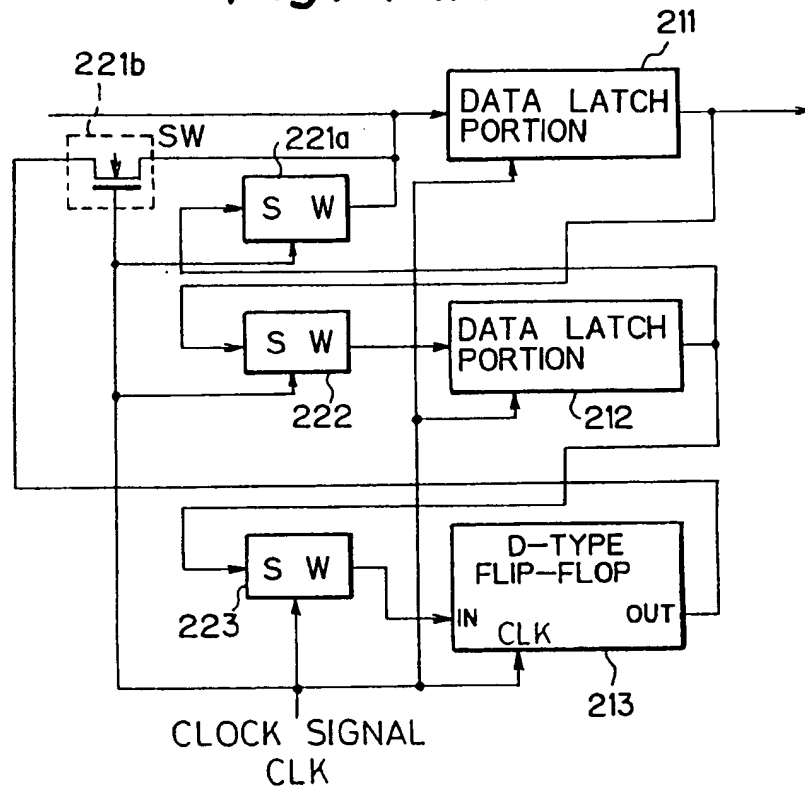 211
221b
SW
221a
DATA LATCH
PORTION
S W
S W
DATA LATCH
PORTION
222
212
D-TYPE
FLIP-FLOP
S W
IN
OUT
CLK
223
213
CLOCK SIGNAL
CLK